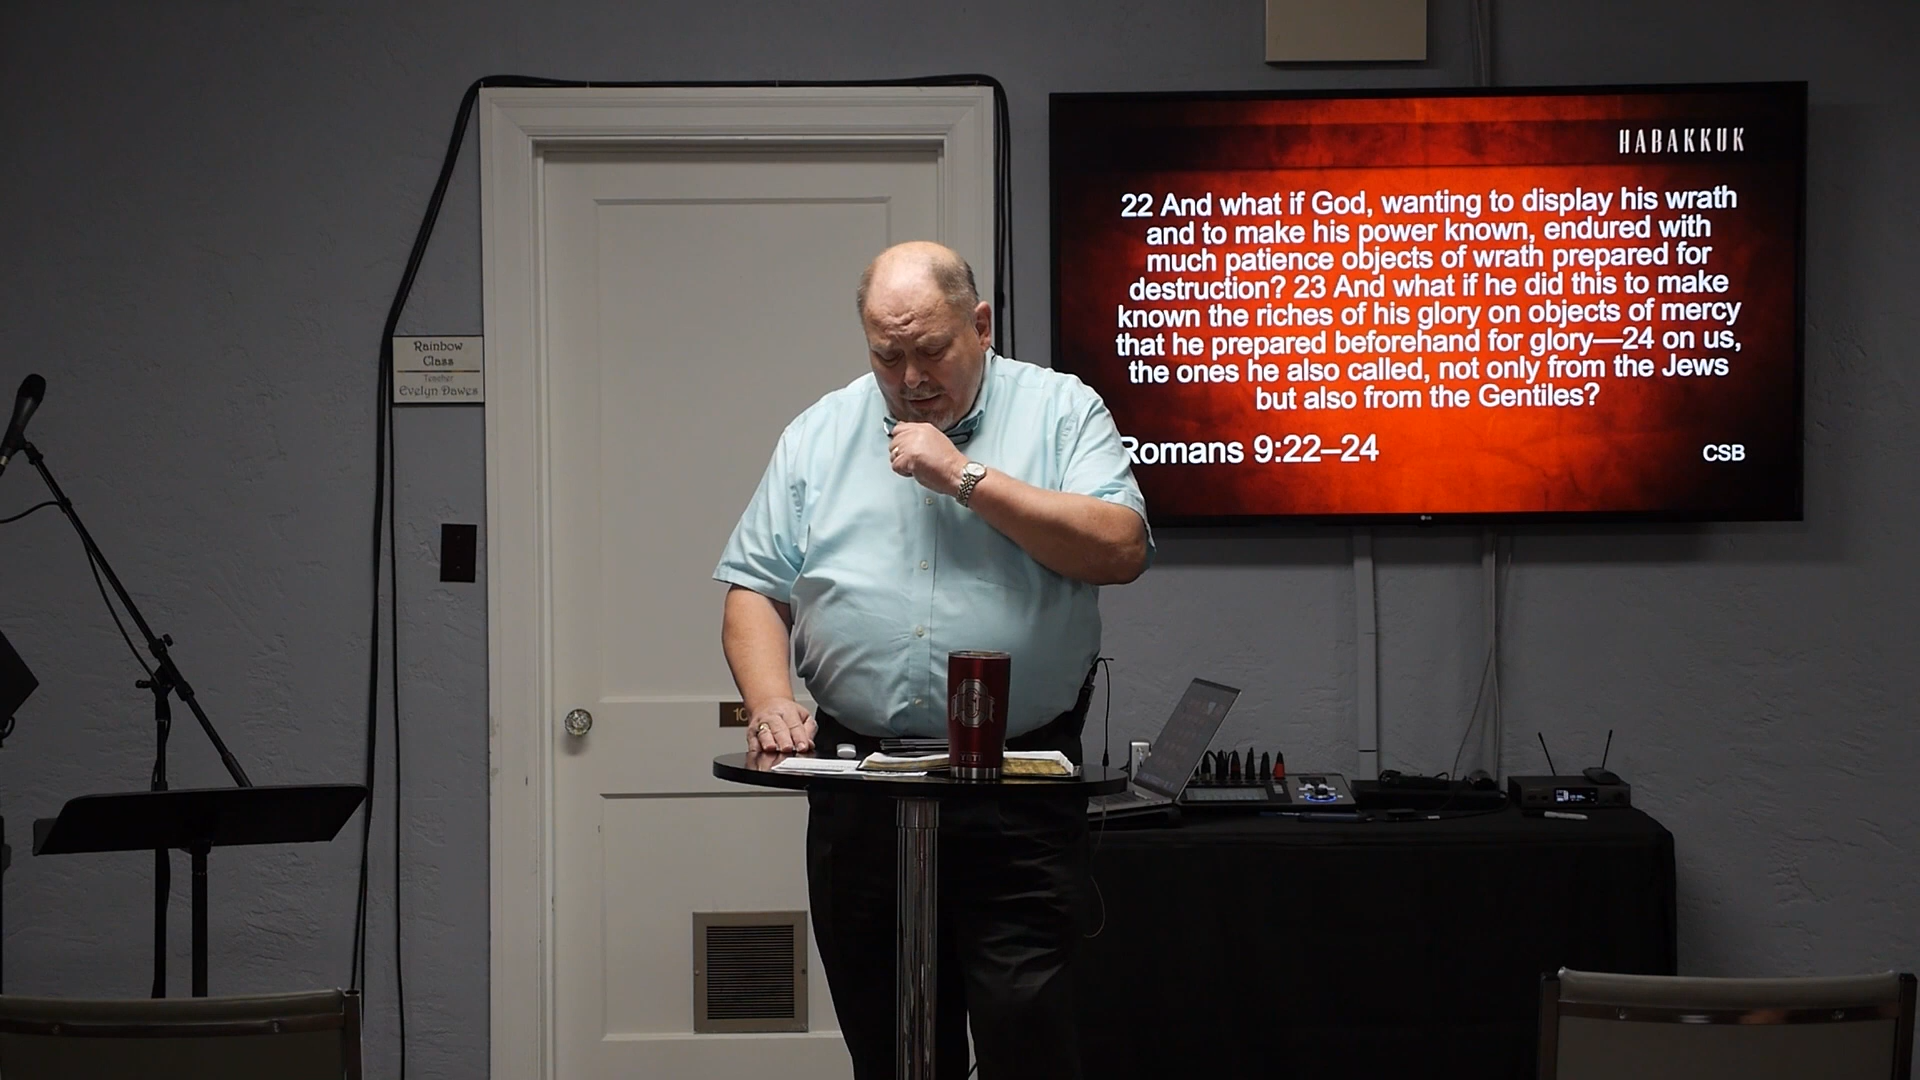 HABAKKUK
22 And what if God, wanting to display his wrath
and to make his power known, endured with
much patience objects of wrath prepared for
destruction? 23 And what if he did this to make
known the riches of his glory on objects of mercy
that he prepared beforehand for glory—24 on us,
the ones he also called, not only from the Jews
but also from the Gentiles?
Romans 9:22–24
CSB
Rainbow
Class
Teacher
Evelyn Dawes
10
YETI
LG